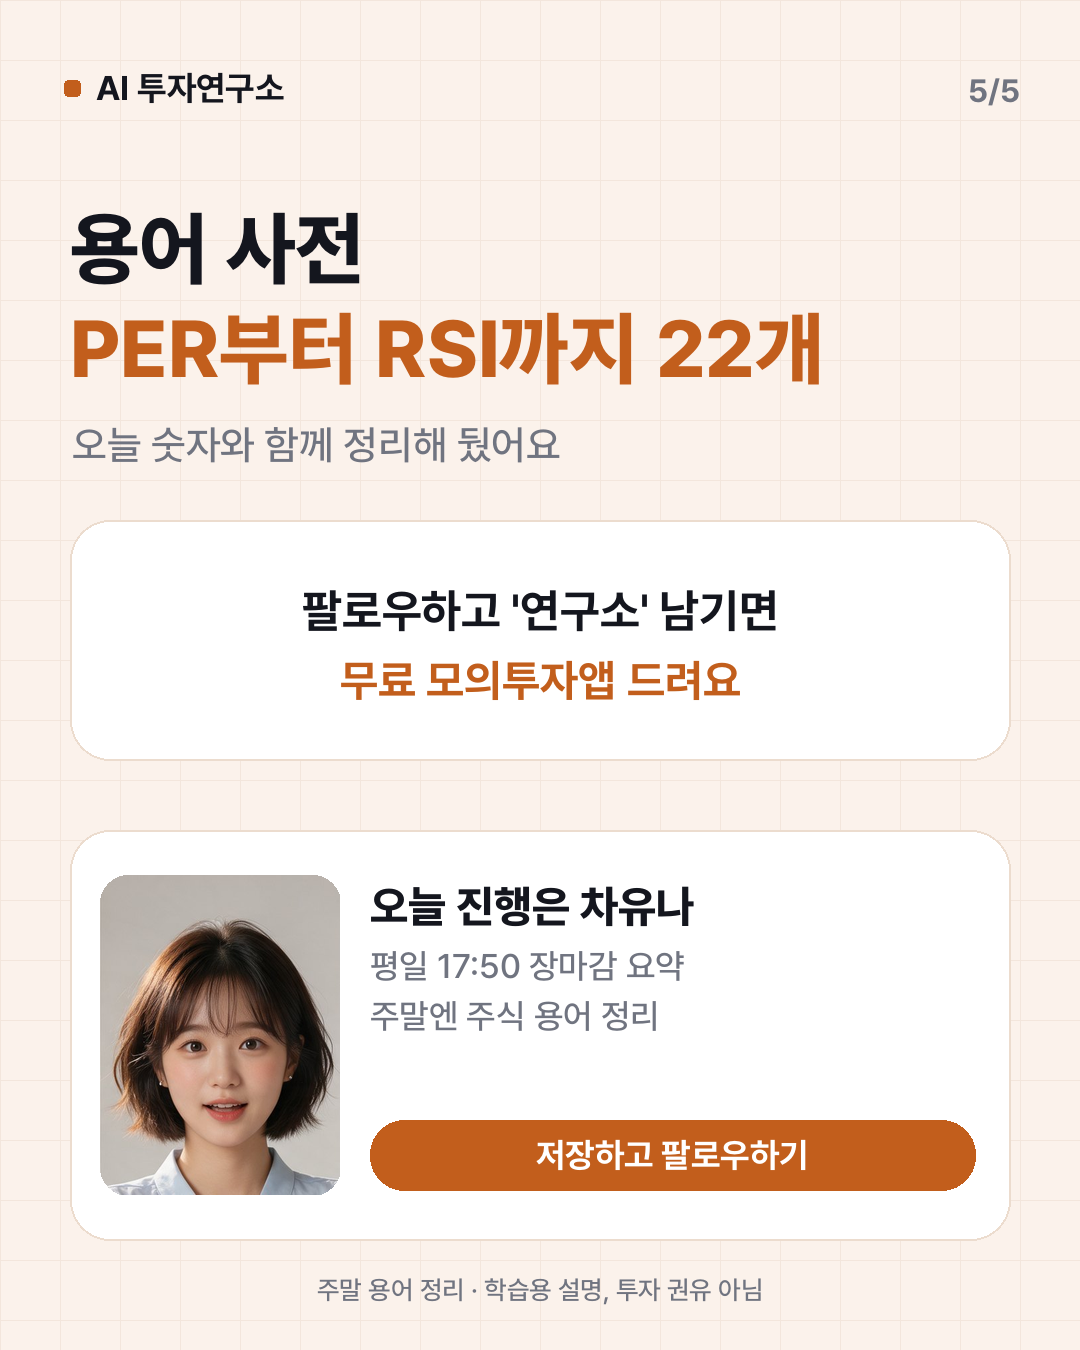 AI 투자연구소
5/5
용어 사전
PER부터 RSI까지 22개
오늘 숫자와 함께 정리해 뒀어요
팔로우하고 '연구소' 남기면
무료 모의투자앱 드려요
오늘 진행은 차유나
평일 17:50 장마감 요약
주말엔 주식 용어 정리
저장하고 팔로우하기
주말 용어 정리 · 학습용 설명, 투자 권유 아님